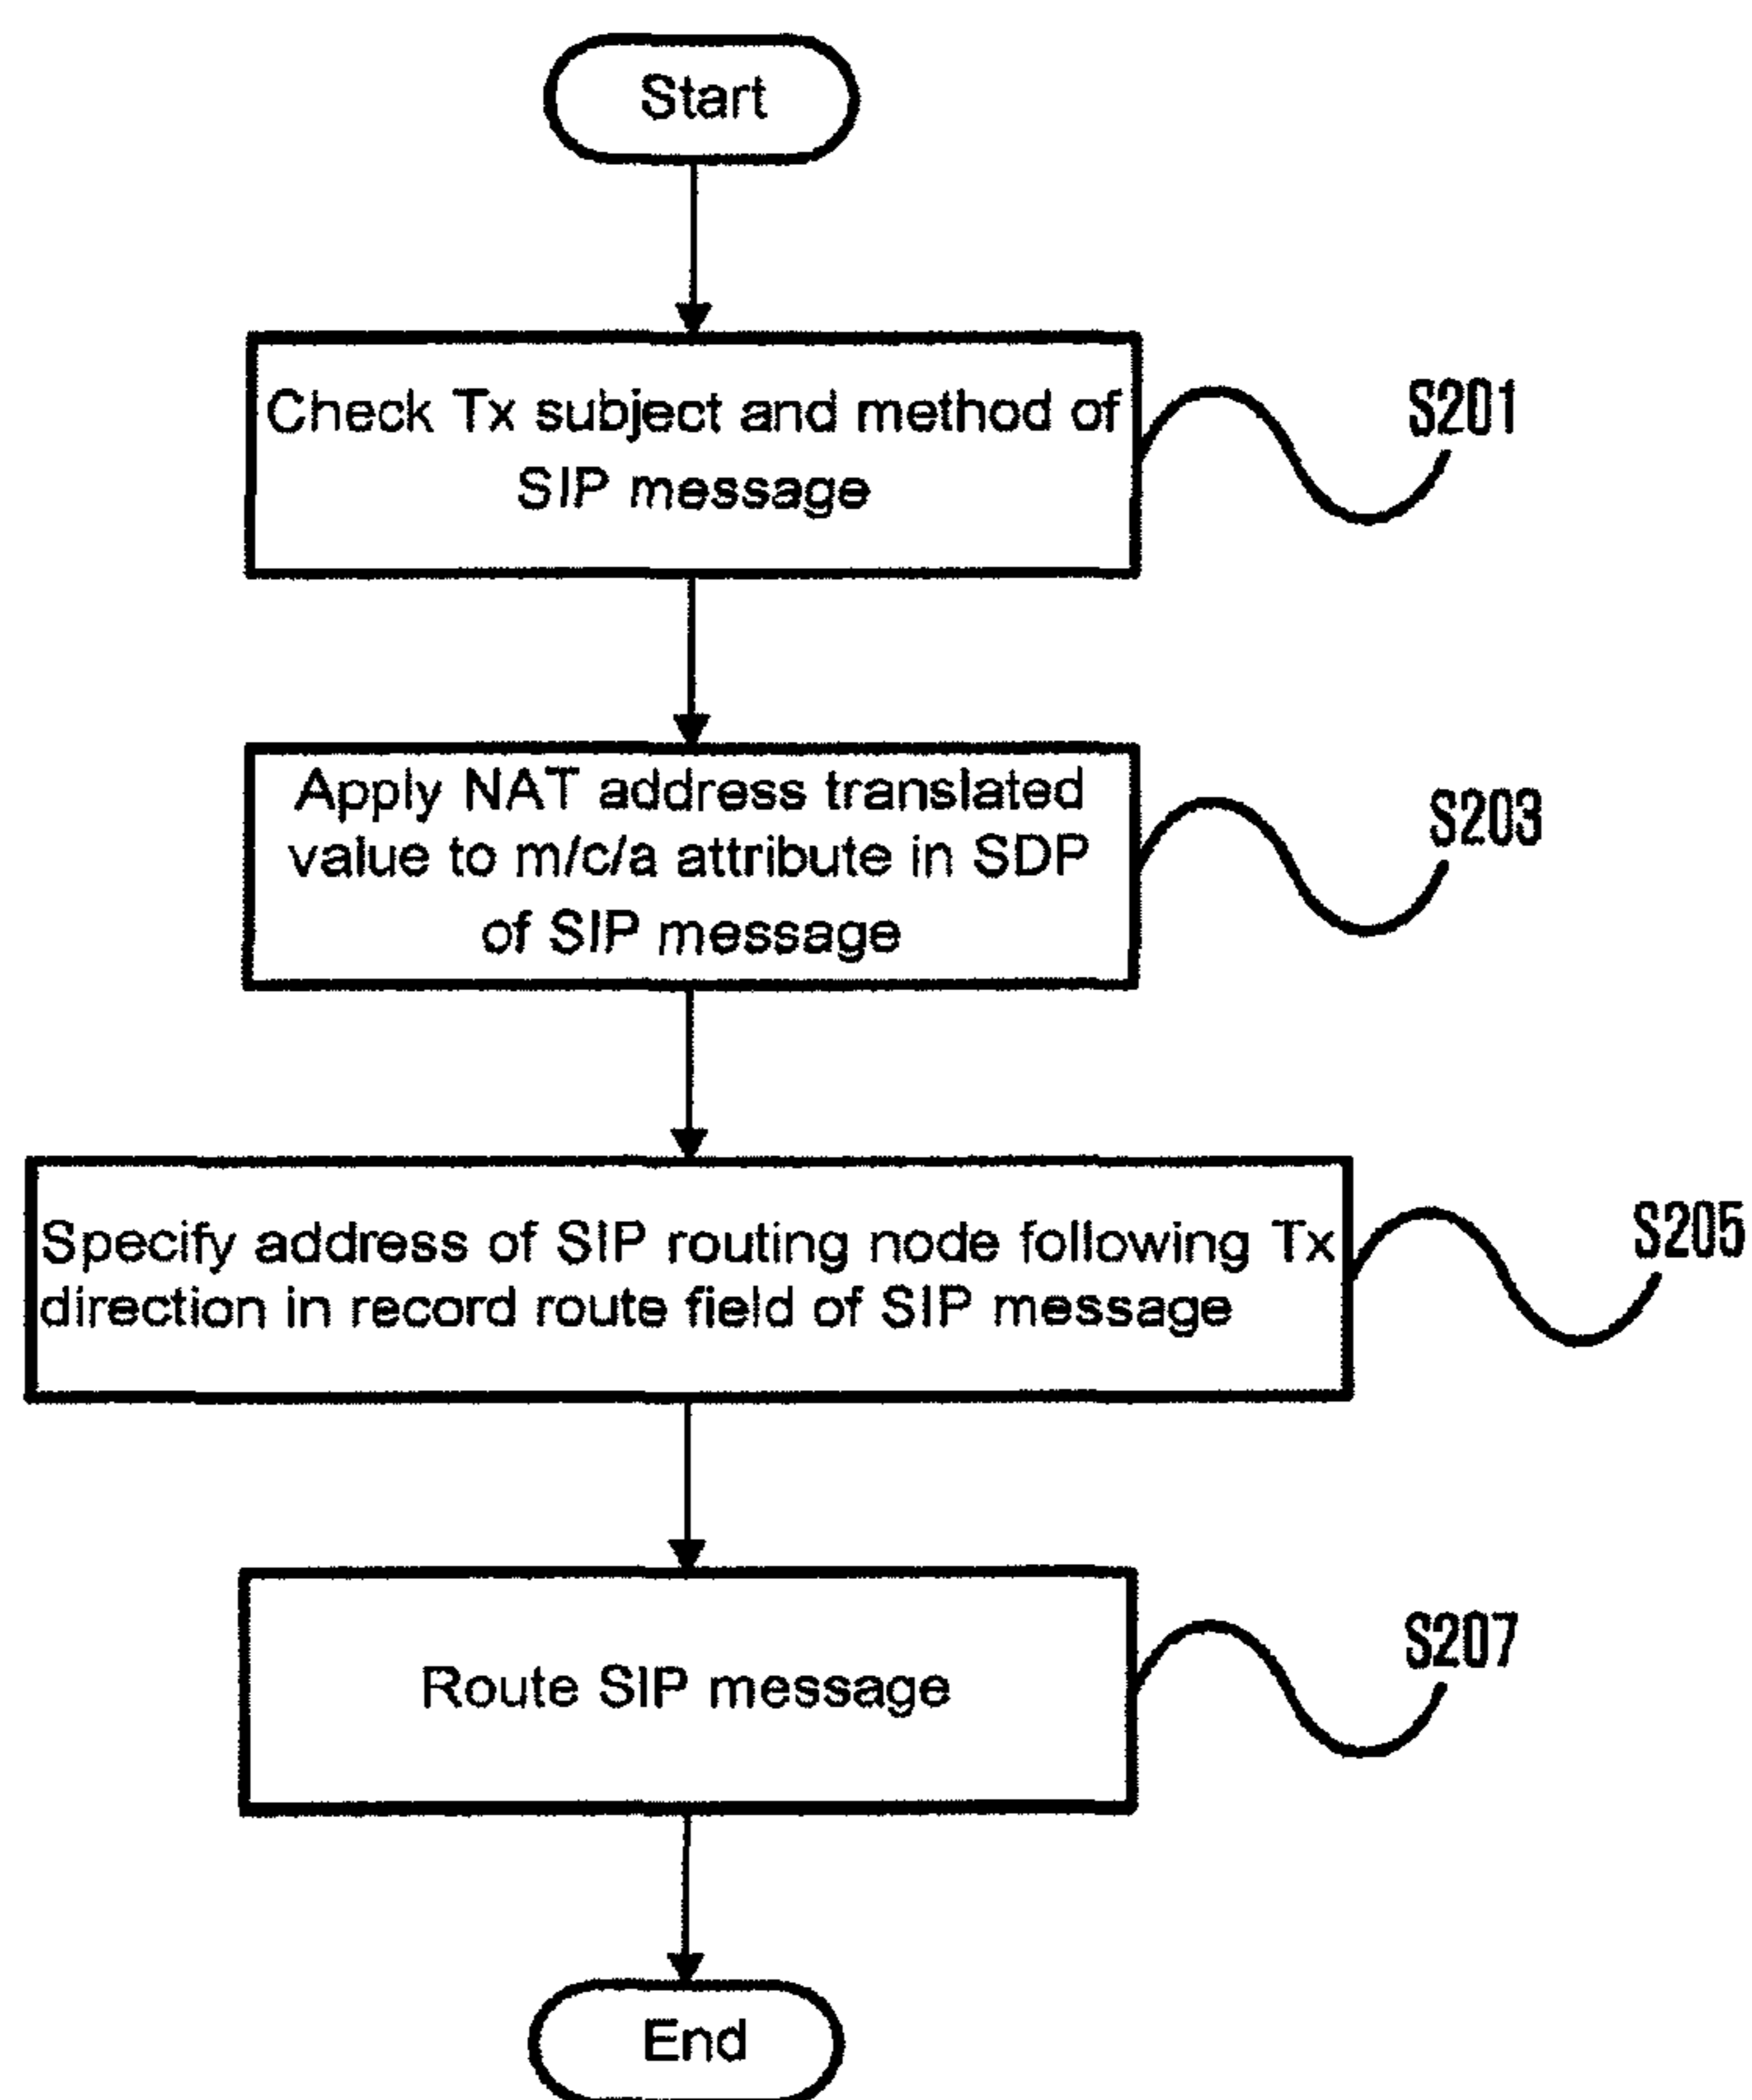 Start
Check Tx subject and method of
SIP message
S201
Apply NAT address translated
value to m/c/a attribute in SDP
of SIP message
S203
Specify address of SIP routing node following Tx
direction in record route field of SIP message
S205
Route SIP message
S207
End